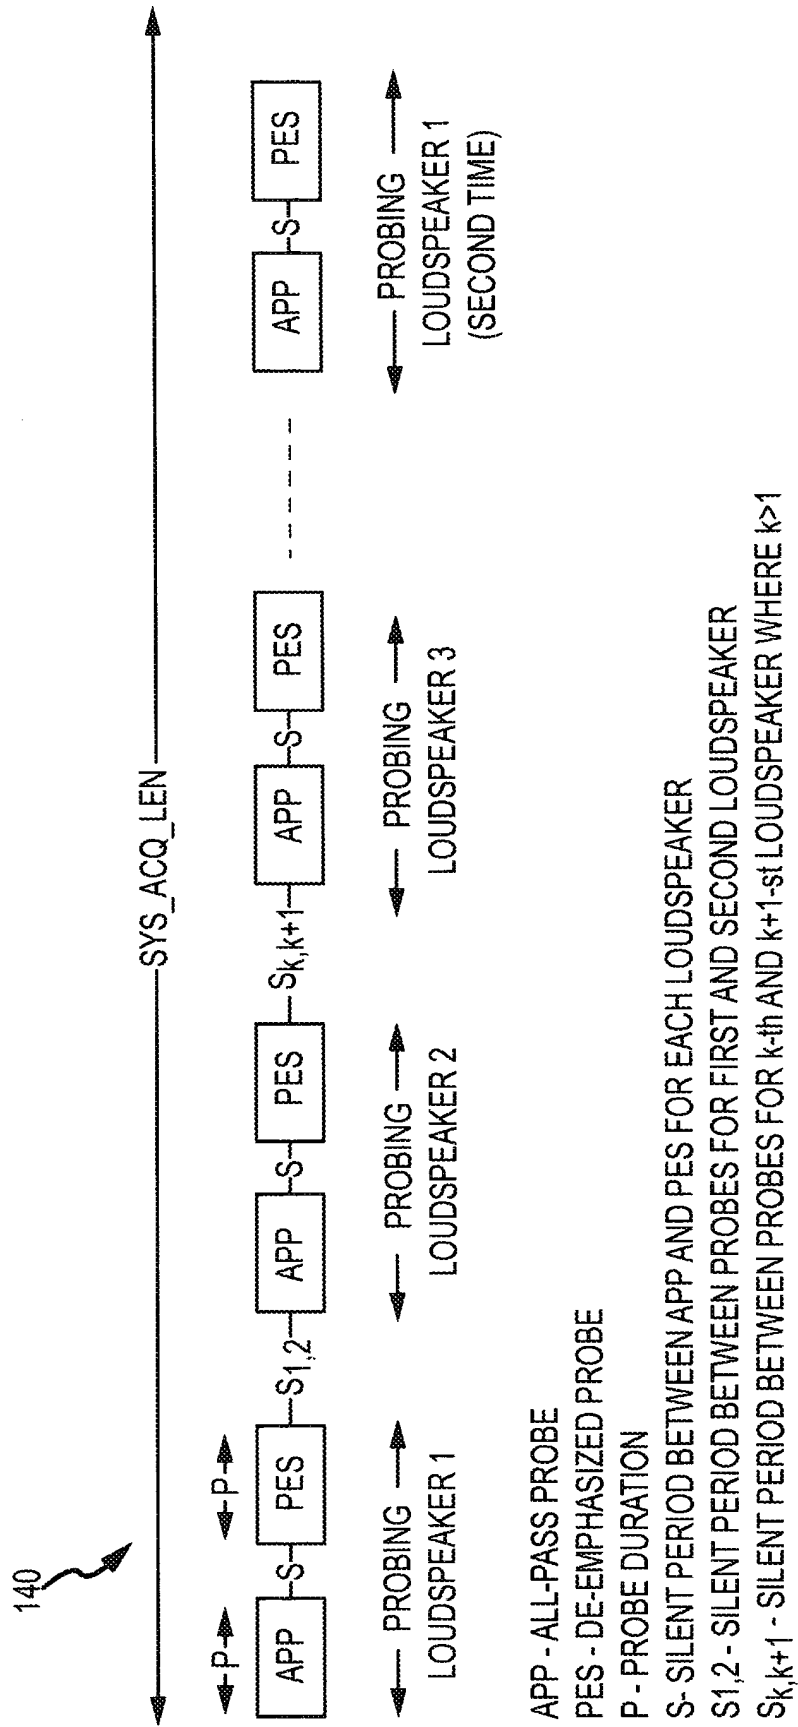 140
SYS_ACQ_LEN
P
P
APP
S
PES
S1,2
APP
S
PES
Sk,k+1
APP
S
PES
APP
S
PES
PROBING
LOUDSPEAKER 1
PROBING
LOUDSPEAKER 2
PROBING
LOUDSPEAKER 3
PROBING
LOUDSPEAKER 1
(SECOND TIME)
APP - ALL-PASS PROBE
PES - DE-EMPHASIZED PROBE
P - PROBE DURATION
S- SILENT PERIOD BETWEEN APP AND PES FOR EACH LOUDSPEAKER
S1,2 - SILENT PERIOD BETWEEN PROBES FOR FIRST AND SECOND LOUDSPEAKER
Sk,k+1 - SILENT PERIOD BETWEEN PROBES FOR k-th AND k+1-st LOUDSPEAKER WHERE k>1